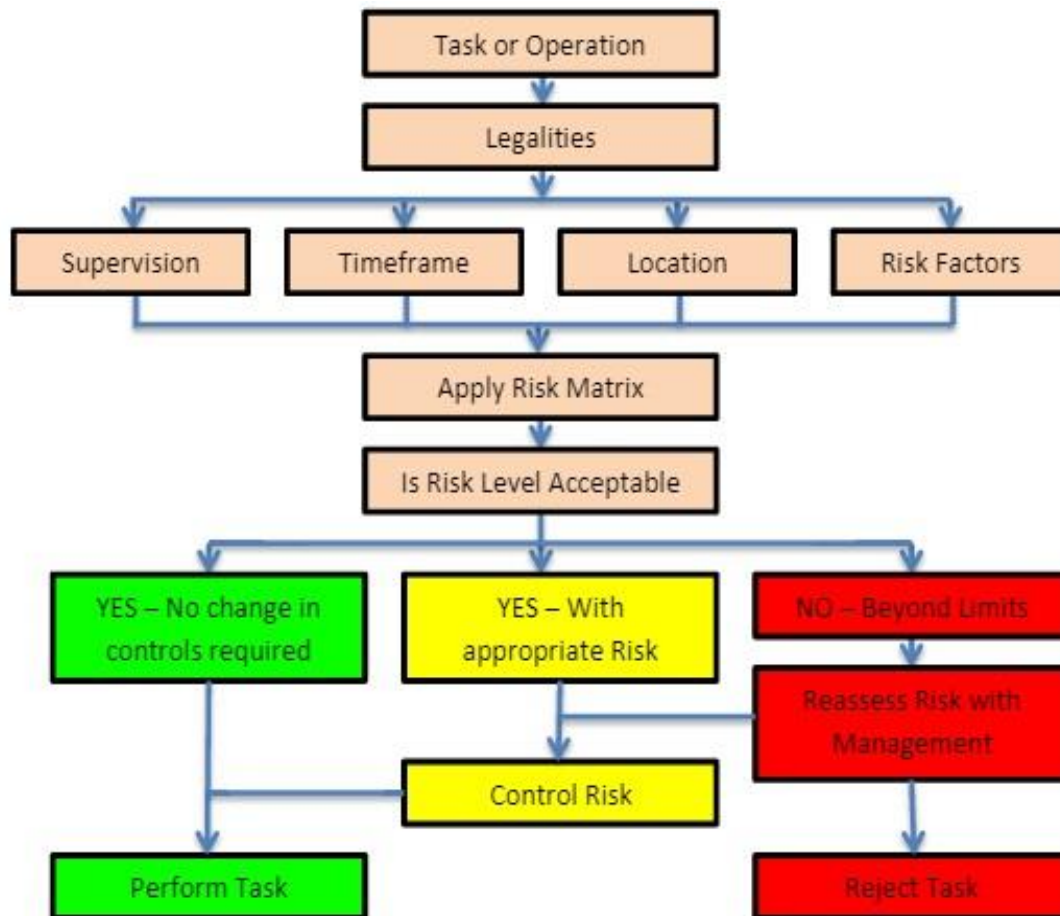 Task or Operation
Legalities
Supervision
Timeframe
Location
Risk Factors
Apply Risk Matrix
Is Risk Level Acceptable
YES – No change in
controls required
YES – With
appropriate Risk
NO – Beyond Limits
Reassess Risk with
Management
Control Risk
Perform Task
Reject Task